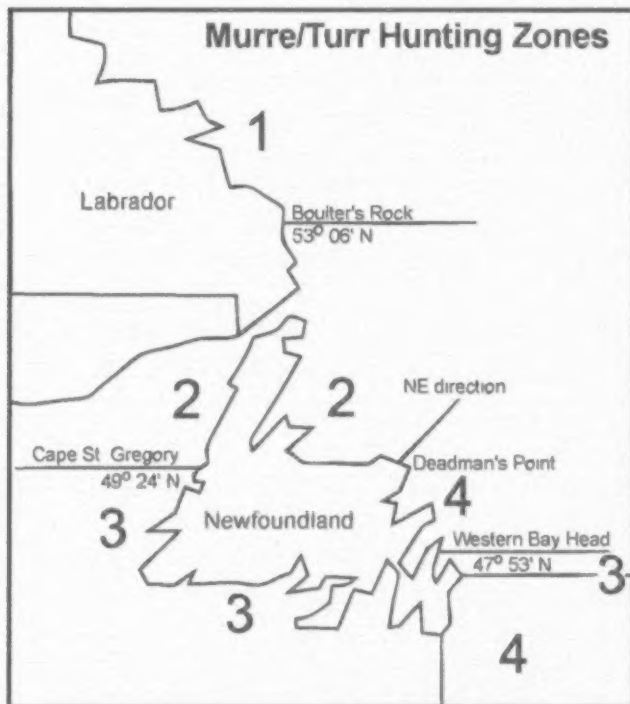 Murre/Turr Hunting Zones
1
Labrador
Boulter's Rock
53° 06' N
2
2
NE direction
Cape St Gregory
49° 24' N
Deadman's Point
4
3
Newfoundland
Western Bay Head
47° 53' N
3
3
4